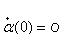 α̇(0) = 0